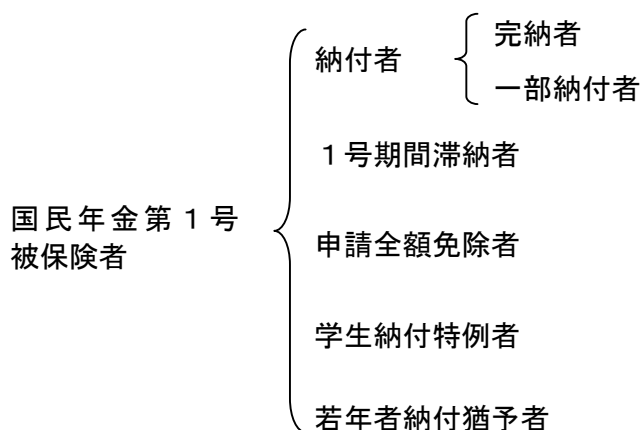 納付者
完納者
一部納付者
１号期間滞納者
国民年金第１号
被保険者
申請全額免除者
学生納付特例者
若年者納付猶予者